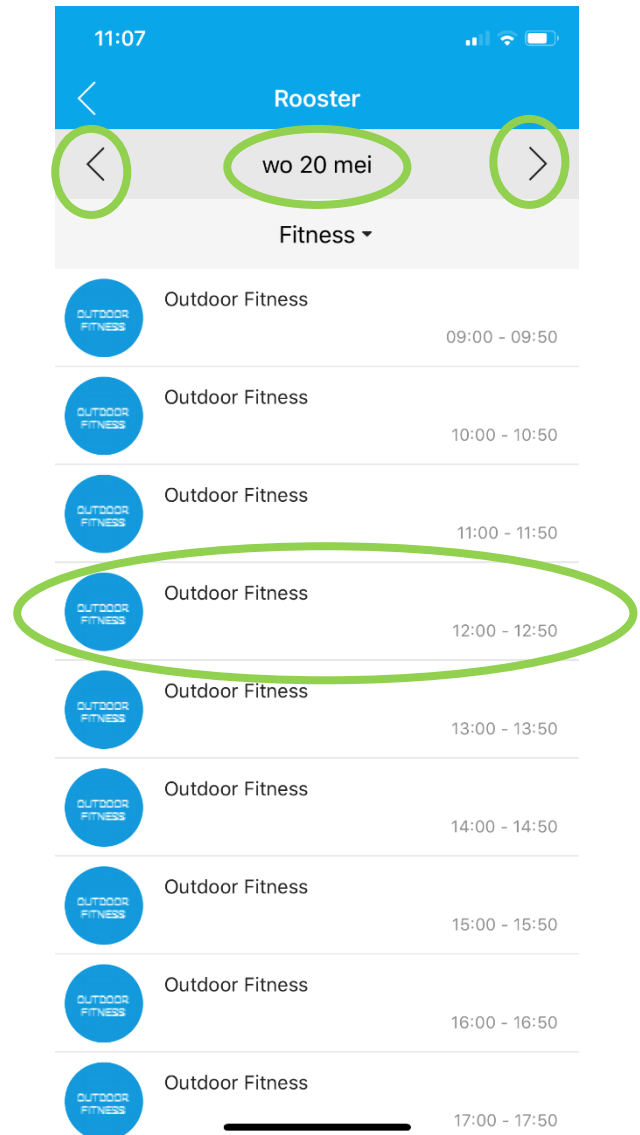 11:07
Rooster
wo 20 mei
Fitness
OUTDOOR
FITNESS
Outdoor Fitness
09:00 - 09:50
OUTDOOR
FITNESS
Outdoor Fitness
10:00 - 10:50
OUTDOOR
FITNESS
Outdoor Fitness
11:00 - 11:50
OUTDOOR
FITNESS
Outdoor Fitness
12:00 - 12:50
OUTDOOR
FITNESS
Outdoor Fitness
13:00 - 13:50
OUTDOOR
FITNESS
Outdoor Fitness
14:00 - 14:50
OUTDOOR
FITNESS
Outdoor Fitness
15:00 - 15:50
OUTDOOR
FITNESS
Outdoor Fitness
16:00 - 16:50
OUTDOOR
FITNESS
Outdoor Fitness
17:00 - 17:50